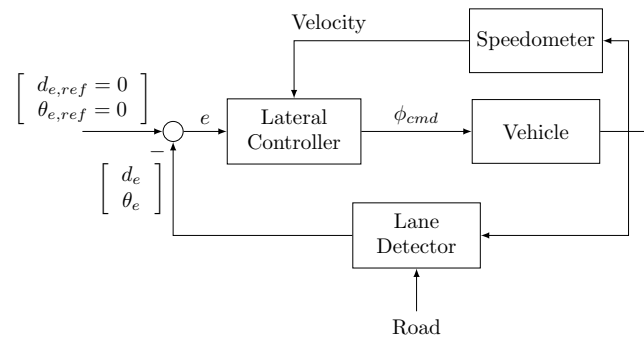 Velocity
Speedometer
d_{e,ref} = 0
θ_{e,ref} = 0
e
Lateral
Controller
ϕ_{cmd}
Vehicle
−
d_e
θ_e
Lane
Detector
Road